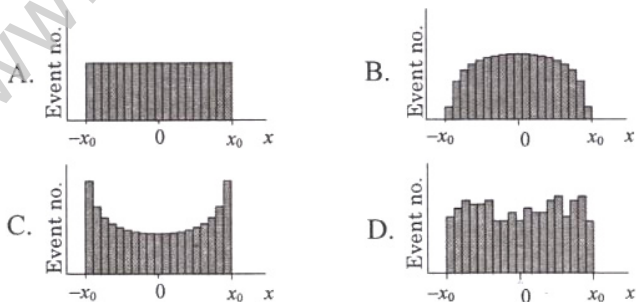 A.
Event no.
−x₀ 0 x₀ x
B.
Event no.
−x₀ 0 x₀ x
C.
Event no.
−x₀ 0 x₀ x
D.
Event no.
−x₀ 0 x₀ x